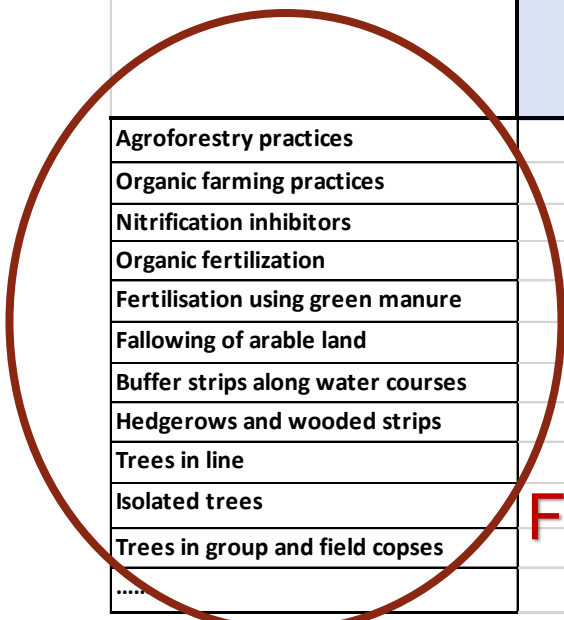 Agroforestry practices
Organic farming practices
Nitrification inhibitors
Organic fertilization
Fertilisation using green manure
Fallowing of arable land
Buffer strips along water courses
Hedgerows and wooded strips
Trees in line
Isolated trees
F
Trees in group and field copses
.....